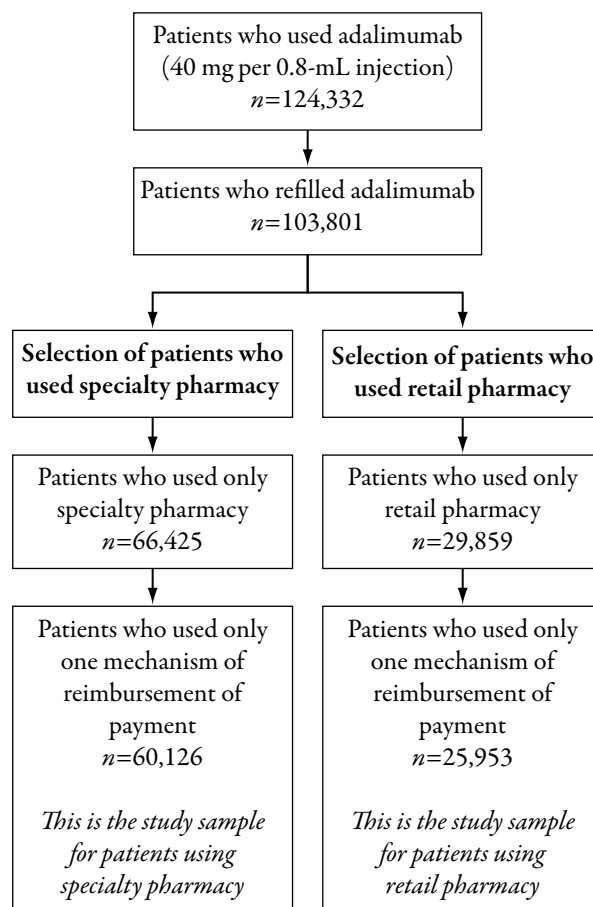 Patients who used adalimumab
(40 mg per 0.8-mL injection)
n=124,332
Patients who refilled adalimumab
n=103,801
Selection of patients who
used specialty pharmacy
Patients who used only
specialty pharmacy
n=66,425
Patients who used only
one mechanism of
reimbursement of
payment
n=60,126
This is the study sample
for patients using
specialty pharmacy
Selection of patients who
used retail pharmacy
Patients who used only
retail pharmacy
n=29,859
Patients who used only
one mechanism of
reimbursement of
payment
n=25,953
This is the study sample
for patients using
retail pharmacy